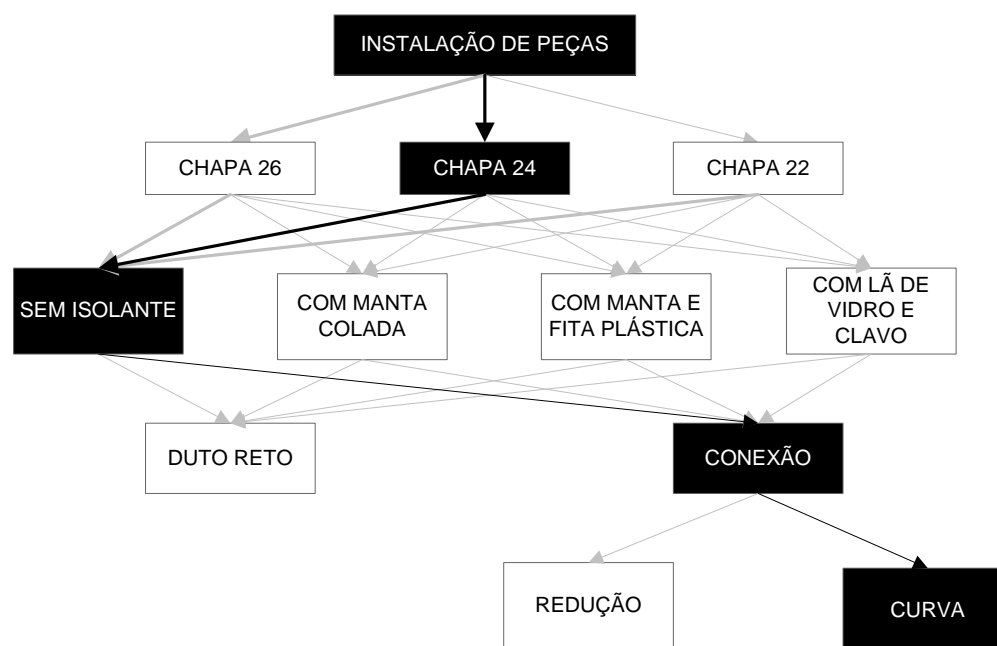 INSTALAÇÃO DE PEÇAS
CHAPA 26
CHAPA 24
CHAPA 22
SEM ISOLANTE
COM MANTA
COLADA
COM MANTA E
FITA PLÁSTICA
COM LÃ DE
VIDRO E
CLAVO
DUTO RETO
CONEXÃO
REDUÇÃO
CURVA